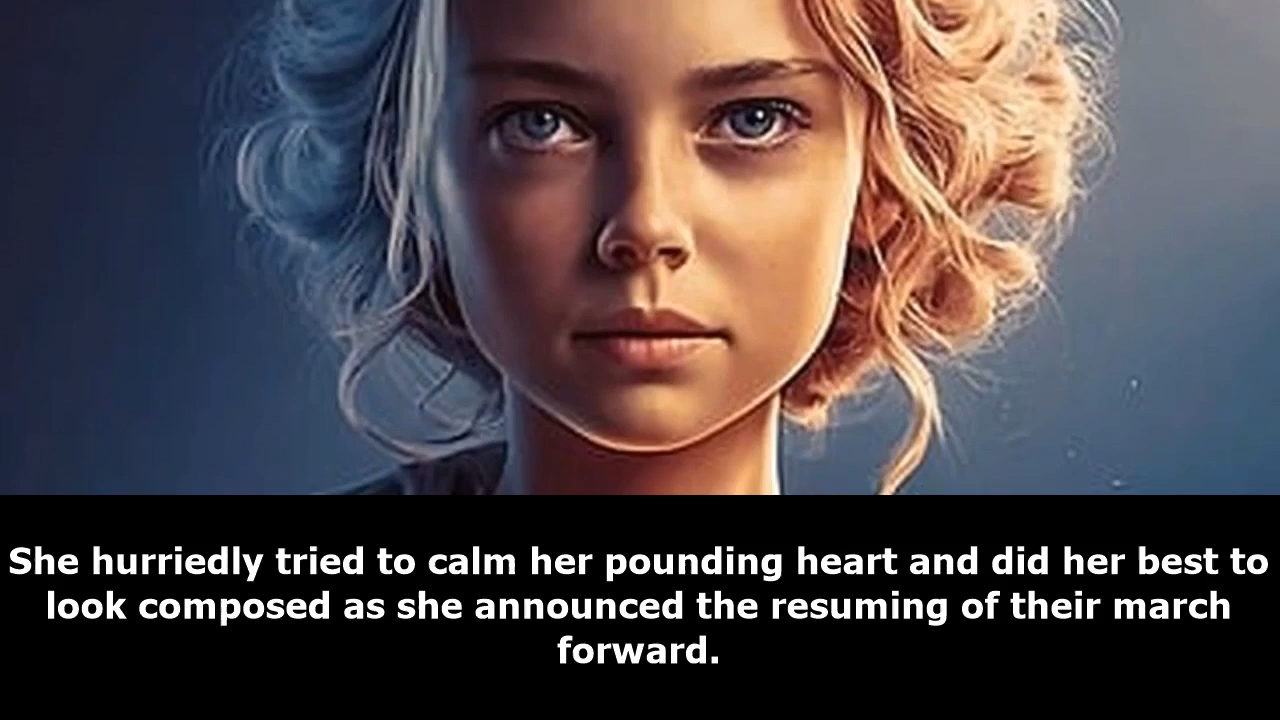 She hurriedly tried to calm her pounding heart and did her best to
look composed as she announced the resuming of their march
forward.